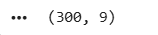 ••• (300, 9)